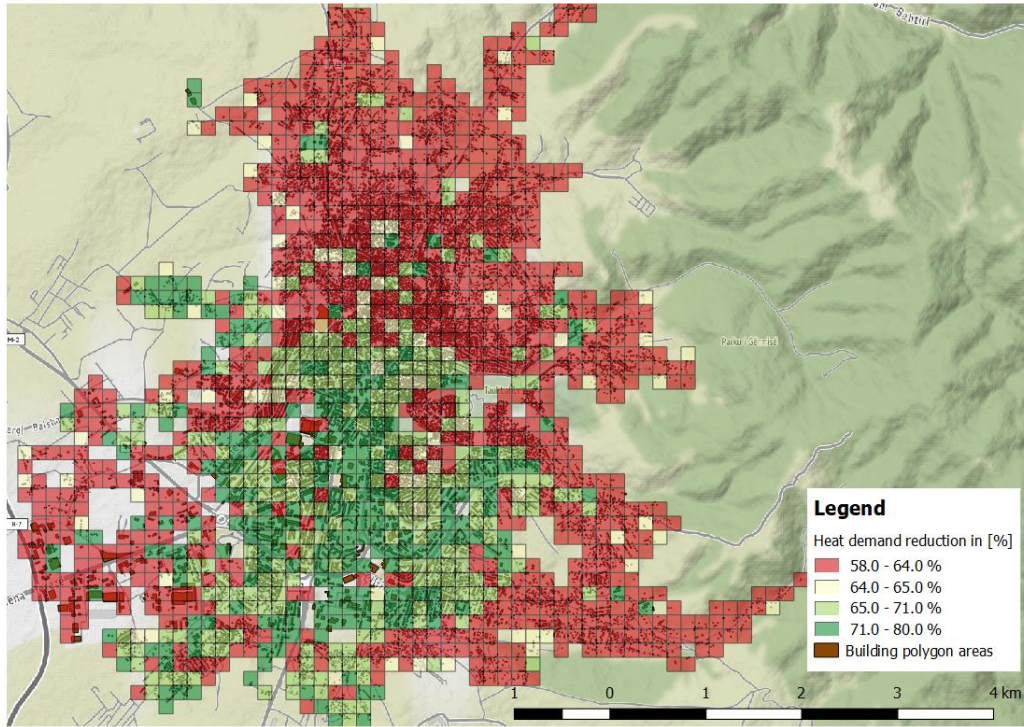 M-2
R-7
Legend
Heat demand reduction in [%]
58.0 - 64.0 %
64.0 - 65.0 %
65.0 - 71.0 %
71.0 - 80.0 %
Building polygon areas
1 0 1 2 3 4 km